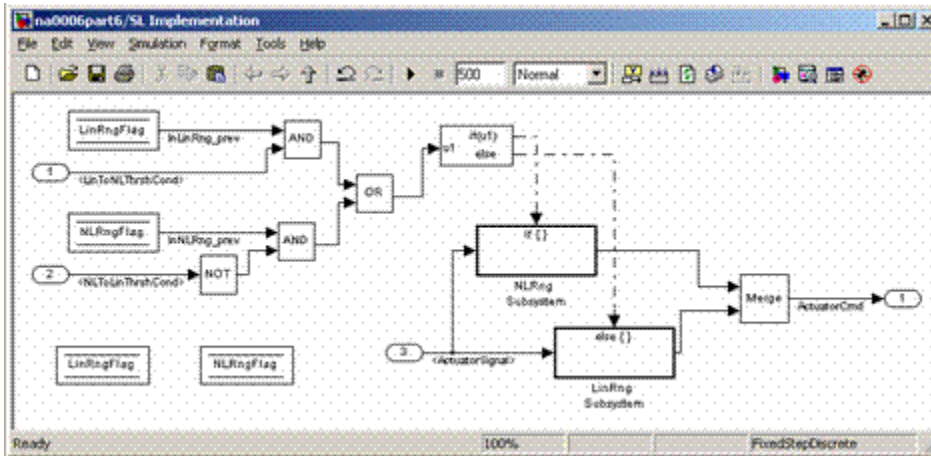 na0006part6/SL Implementation
File Edit View Simulation Format Tools Help
500 Normal
LinRngFlag
InLinRng_prev
AND
1
<LinToNLThrshCond>
if(u1)
u1
else
OR
NLRngFlag
InNLRng_prev
AND
2
<NLToLinThrshCond>
NOT
if { }
NLRng
Subsystem
Merge
ActuatorCmd
1
3
<ActuatorSignal>
else { }
LinRng
Subsystem
LinRngFlag
NLRngFlag
Ready 100% FixedStepDiscrete